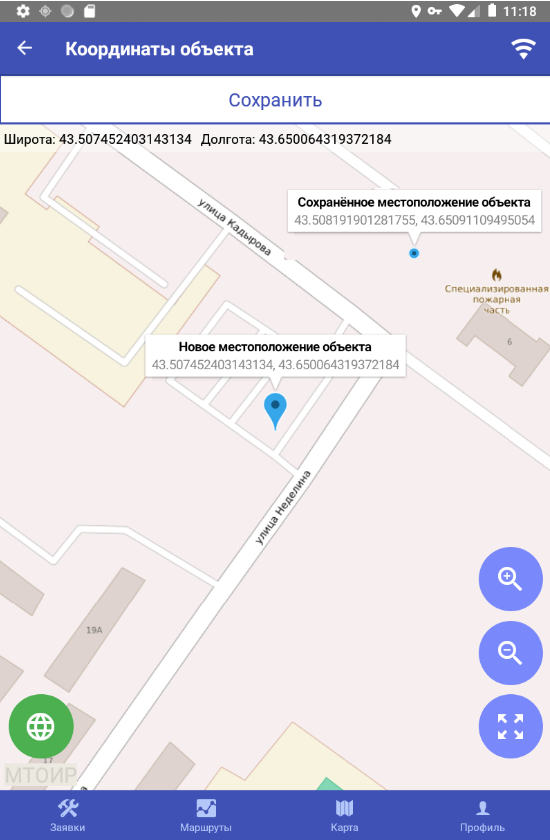 11:18
Координаты объекта
Сохранить
Широта: 43.507452403143134 Долгота: 43.650064319372184
улица Кадырова
Сохранённое местоположение объекта
43.508191901281755, 43.65091109495054
Специализированная
пожарная
часть
6
Новое местоположение объекта
43.507452403143134, 43.650064319372184
улица Неделина
19А
17
МТОИР
Заявки
Маршруты
Карта
Профиль